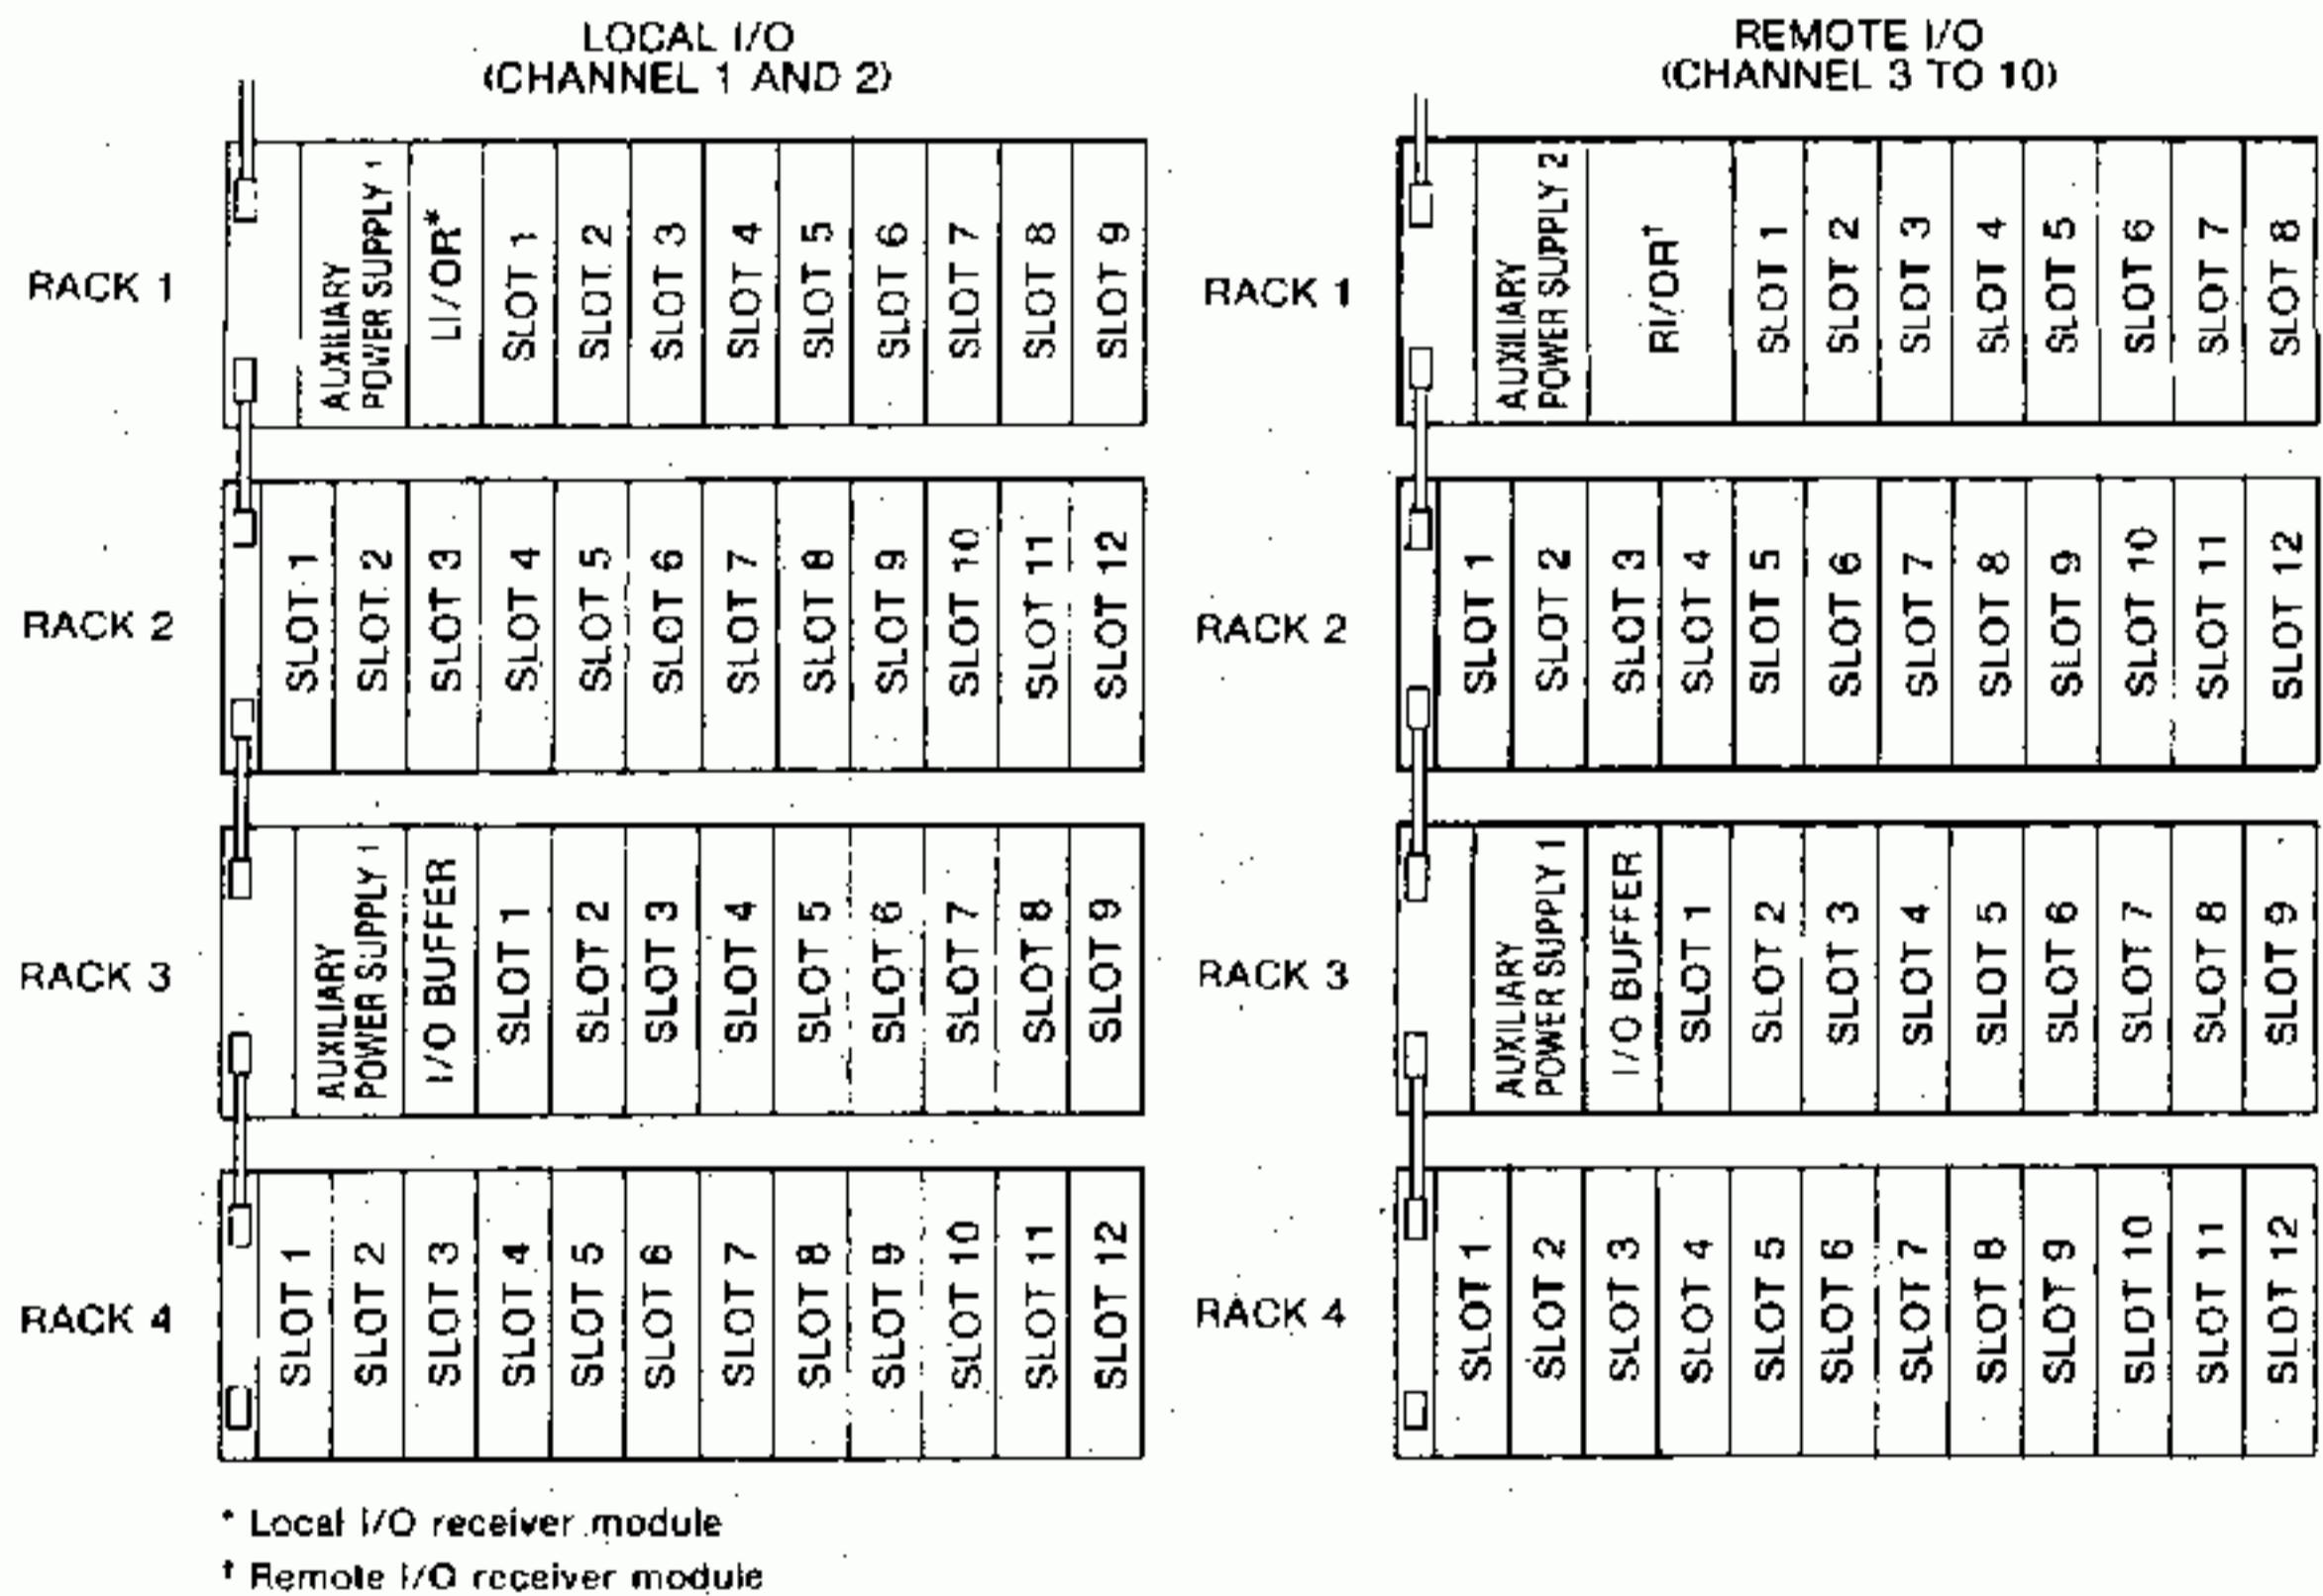 LOCAL I/O
(CHANNEL 1 AND 2)
RACK 1
AUXILIARY
POWER SUPPLY 1
LI/OR*
SLOT 1
SLOT 2
SLOT 3
SLOT 4
SLOT 5
SLOT 6
SLOT 7
SLOT 8
SLOT 9
RACK 2
SLOT 1
SLOT 2
SLOT 3
SLOT 4
SLOT 5
SLOT 6
SLOT 7
SLOT 8
SLOT 9
SLOT 10
SLOT 11
SLOT 12
RACK 3
AUXILIARY
POWER SUPPLY 1
I/O BUFFER
SLOT 1
SLOT 2
SLOT 3
SLOT 4
SLOT 5
SLOT 6
SLOT 7
SLOT 8
SLOT 9
RACK 4
SLOT 1
SLOT 2
SLOT 3
SLOT 4
SLOT 5
SLOT 6
SLOT 7
SLOT 8
SLOT 9
SLOT 10
SLOT 11
SLOT 12
REMOTE I/O
(CHANNEL 3 TO 10)
RACK 1
AUXILIARY
POWER SUPPLY 2
RI/OR†
SLOT 1
SLOT 2
SLOT 3
SLOT 4
SLOT 5
SLOT 6
SLOT 7
SLOT 8
RACK 2
SLOT 1
SLOT 2
SLOT 3
SLOT 4
SLOT 5
SLOT 6
SLOT 7
SLOT 8
SLOT 9
SLOT 10
SLOT 11
SLOT 12
RACK 3
AUXILIARY
POWER SUPPLY 1
I/O BUFFER
SLOT 1
SLOT 2
SLOT 3
SLOT 4
SLOT 5
SLOT 6
SLOT 7
SLOT 8
SLOT 9
RACK 4
SLOT 1
SLOT 2
SLOT 3
SLOT 4
SLOT 5
SLOT 6
SLOT 7
SLOT 8
SLOT 9
SLOT 10
SLOT 11
SLOT 12
* Local I/O receiver module
† Remote I/O receiver module